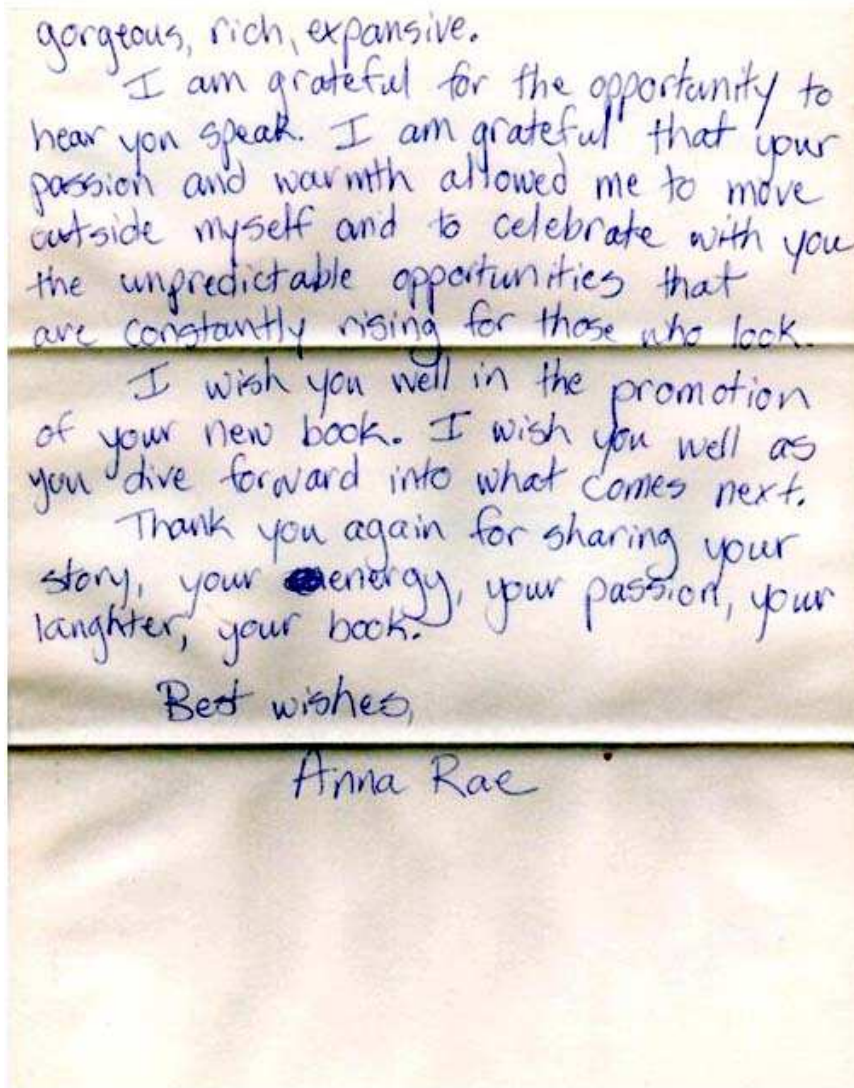 gorgeous, rich, expansive.
I am grateful for the opportunity to
hear you speak. I am grateful that your
passion and warmth allowed me to move
outside myself and to celebrate with you
the unpredictable opportunities that
are constantly rising for those who look.
I wish you well in the promotion
of your new book. I wish you well as
you dive forward into what comes next.
Thank you again for sharing your
story, your energy, your passion, your
laughter, your book.
Best wishes,
Anna Rae